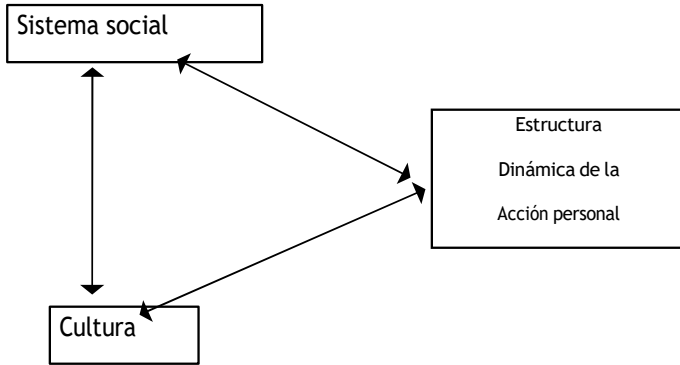 Sistema social
Estructura
Dinámica de la
Acción personal
Cultura